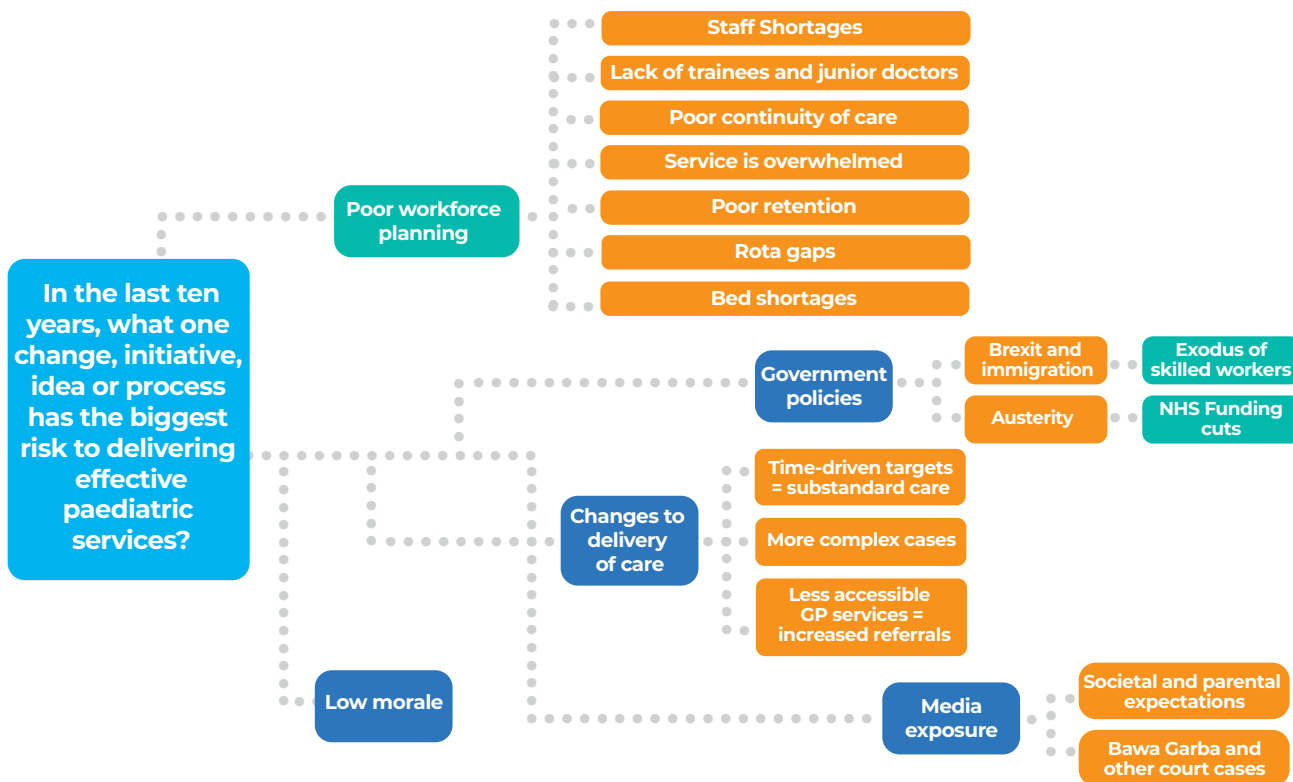 In the last ten
years, what one
change, initiative,
idea or process
has the biggest
risk to delivering
effective
paediatric
services?
Poor workforce
planning
Staff Shortages
Lack of trainees and junior doctors
Poor continuity of care
Service is overwhelmed
Poor retention
Rota gaps
Bed shortages
Government
policies
Brexit and
immigration
Exodus of
skilled workers
Austerity
NHS Funding
cuts
Changes to
delivery
of care
Time-driven targets
= substandard care
More complex cases
Less accessible
GP services =
increased referrals
Low morale
Media
exposure
Societal and parental
expectations
Bawa Garba and
other court cases